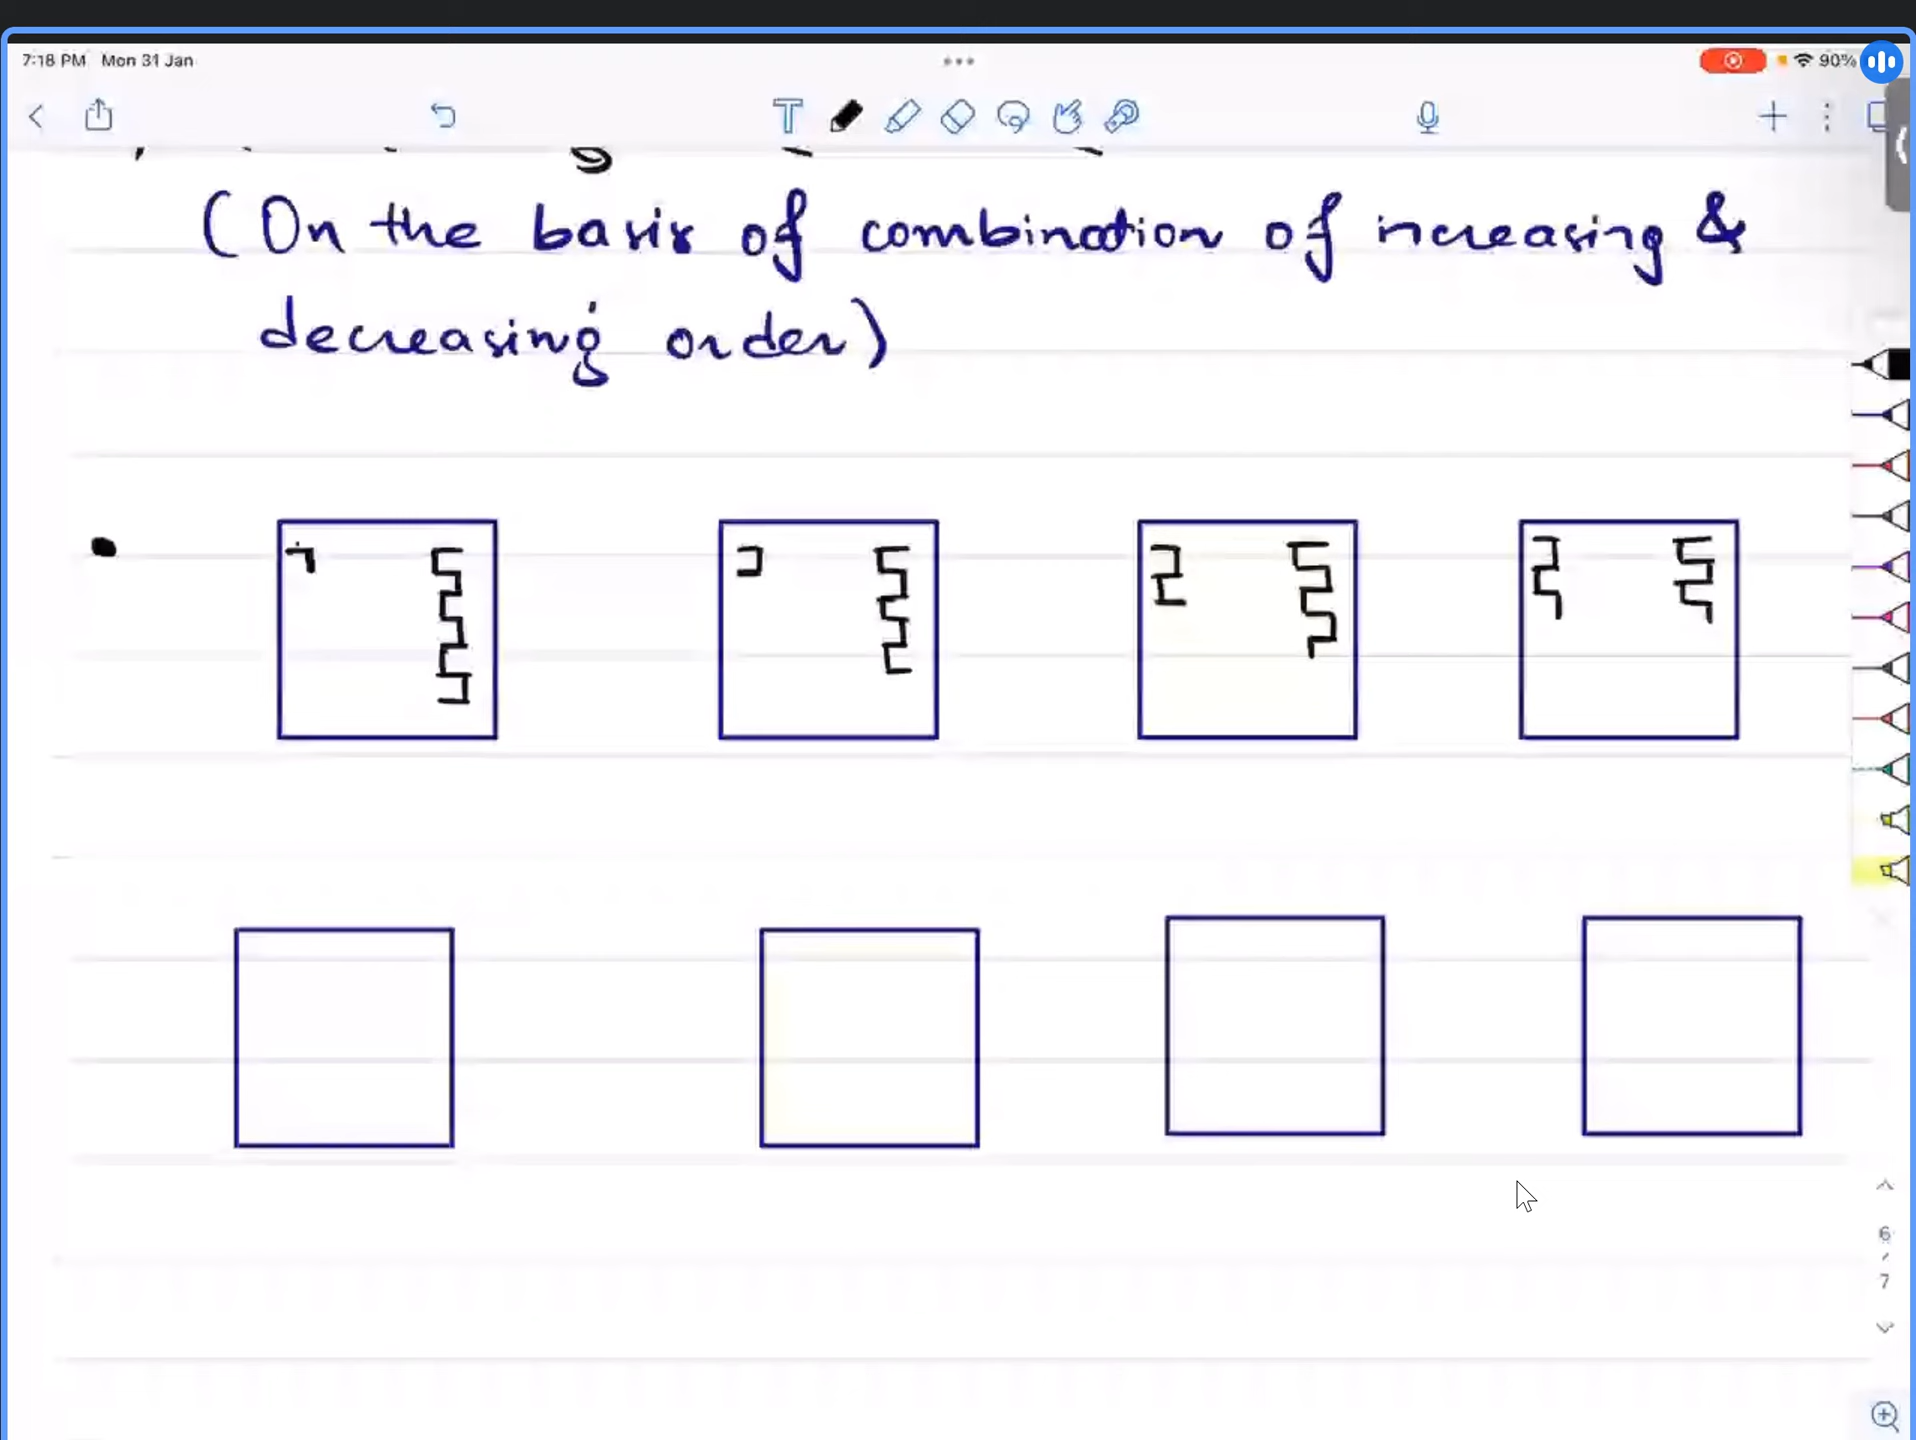 7:18 PM Mon 31 Jan
90%
T
(On the basis of combination of increasing &
decreasing order)
6
/
7